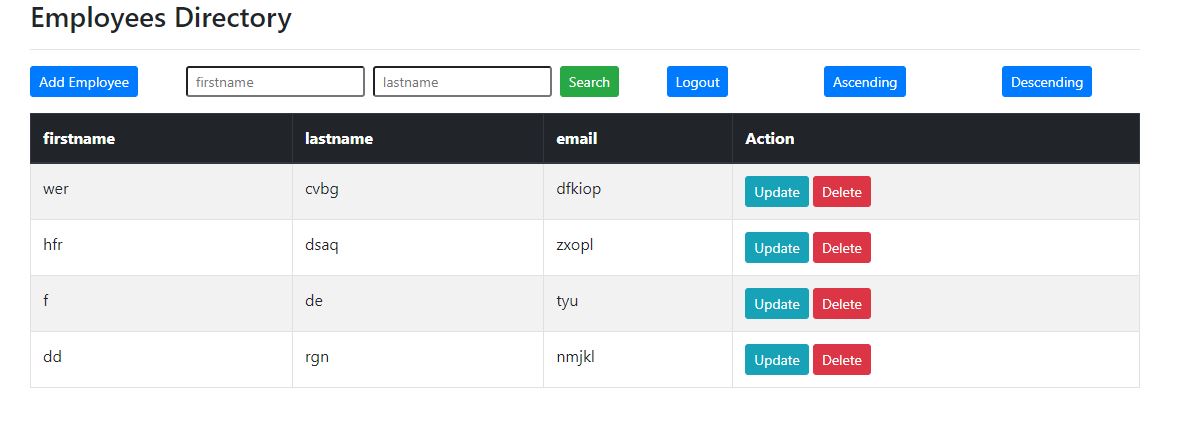 Employees Directory
Add Employee firstname lastname Search Logout Ascending Descending
firstname lastname email Action
wer cvbg dfkiop Update Delete
hfr dsaq zxopl Update Delete
f de tyu Update Delete
dd rgn nmjkl Update Delete